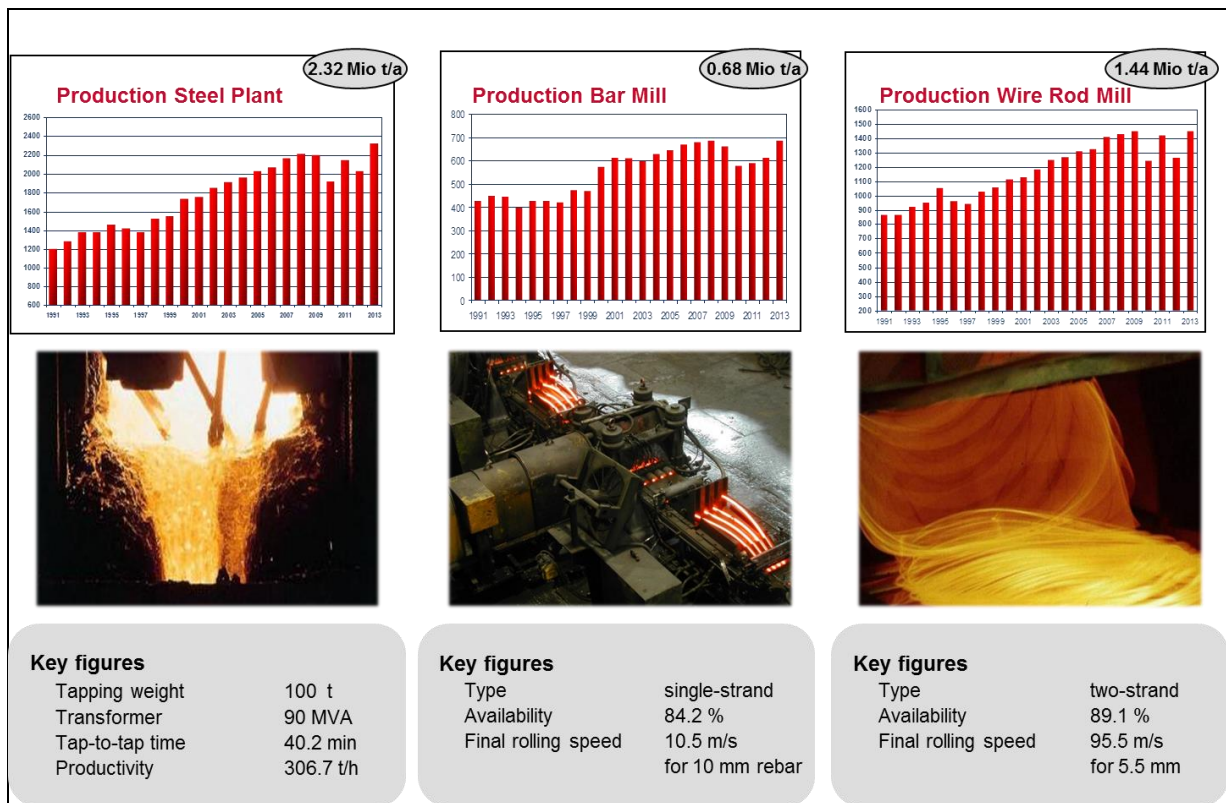 2.32 Mio t/a
Production Steel Plant
2600
2400
2200
2000
1800
1600
1400
1200
1000
800
600
1991 1993 1995 1997 1999 2001 2003 2005 2007 2009 2011 2013
0.68 Mio t/a
Production Bar Mill
800
700
600
500
400
300
200
100
0
1991 1993 1995 1997 1999 2001 2003 2005 2007 2009 2011 2013
1.44 Mio t/a
Production Wire Rod Mill
1600
1500
1400
1300
1200
1100
1000
900
800
700
600
500
400
300
200
1991 1993 1995 1997 1999 2001 2003 2005 2007 2009 2011 2013
Key figures
Tapping weight 100 t
Transformer 90 MVA
Tap-to-tap time 40.2 min
Productivity 306.7 t/h
Key figures
Type single-strand
Availability 84.2 %
Final rolling speed 10.5 m/s
for 10 mm rebar
Key figures
Type two-strand
Availability 89.1 %
Final rolling speed 95.5 m/s
for 5.5 mm